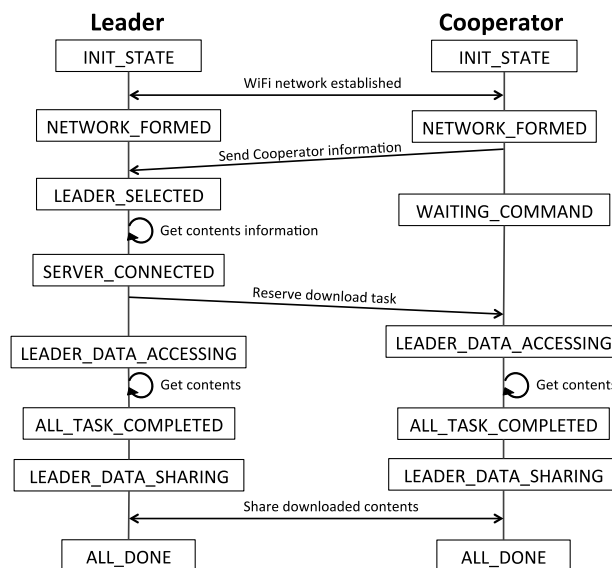 Leader Cooperator
INIT_STATE INIT_STATE
WiFi network established
NETWORK_FORMED NETWORK_FORMED
Send Cooperator information
LEADER_SELECTED
WAITING_COMMAND
Get contents information
SERVER_CONNECTED
Reserve download task
LEADER_DATA_ACCESSING LEADER_DATA_ACCESSING
Get contents Get contents
ALL_TASK_COMPLETED ALL_TASK_COMPLETED
LEADER_DATA_SHARING LEADER_DATA_SHARING
Share downloaded contents
ALL_DONE ALL_DONE